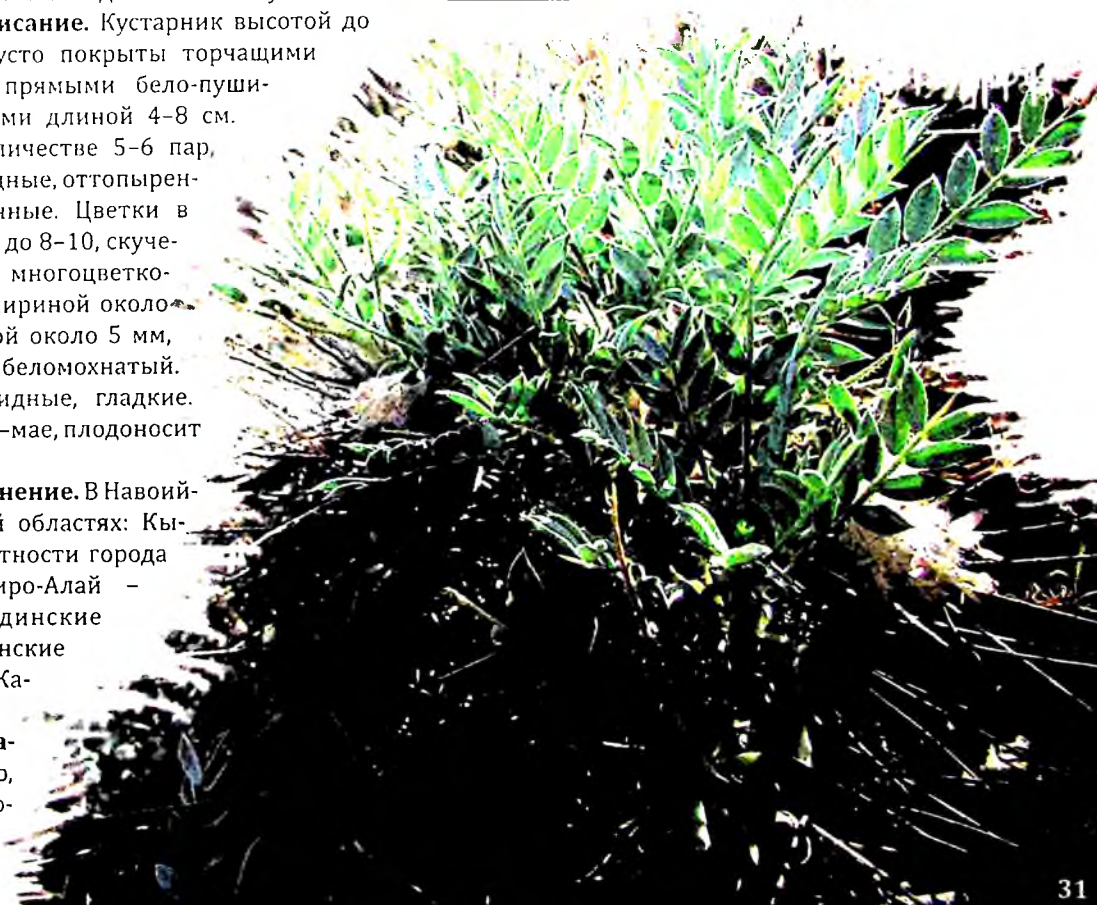 исание. Кустарник высотой до
усто покрыты торчащими
прямыми бело-пуши-
ми длиной 4–8 см.
личестве 5–6 пар,
дные, оттопырен-
нные. Цветки в
до 8–10, скуче-
многоцветко-
ириной около
ой около 5 мм,
беломохнатый.
идные, гладкие.
–мае, плодоносит
нение. В Навоий-
й областях: Кы-
тности города
иро-Алай –
динские
нские
Ка-
а-
р,
о-
31